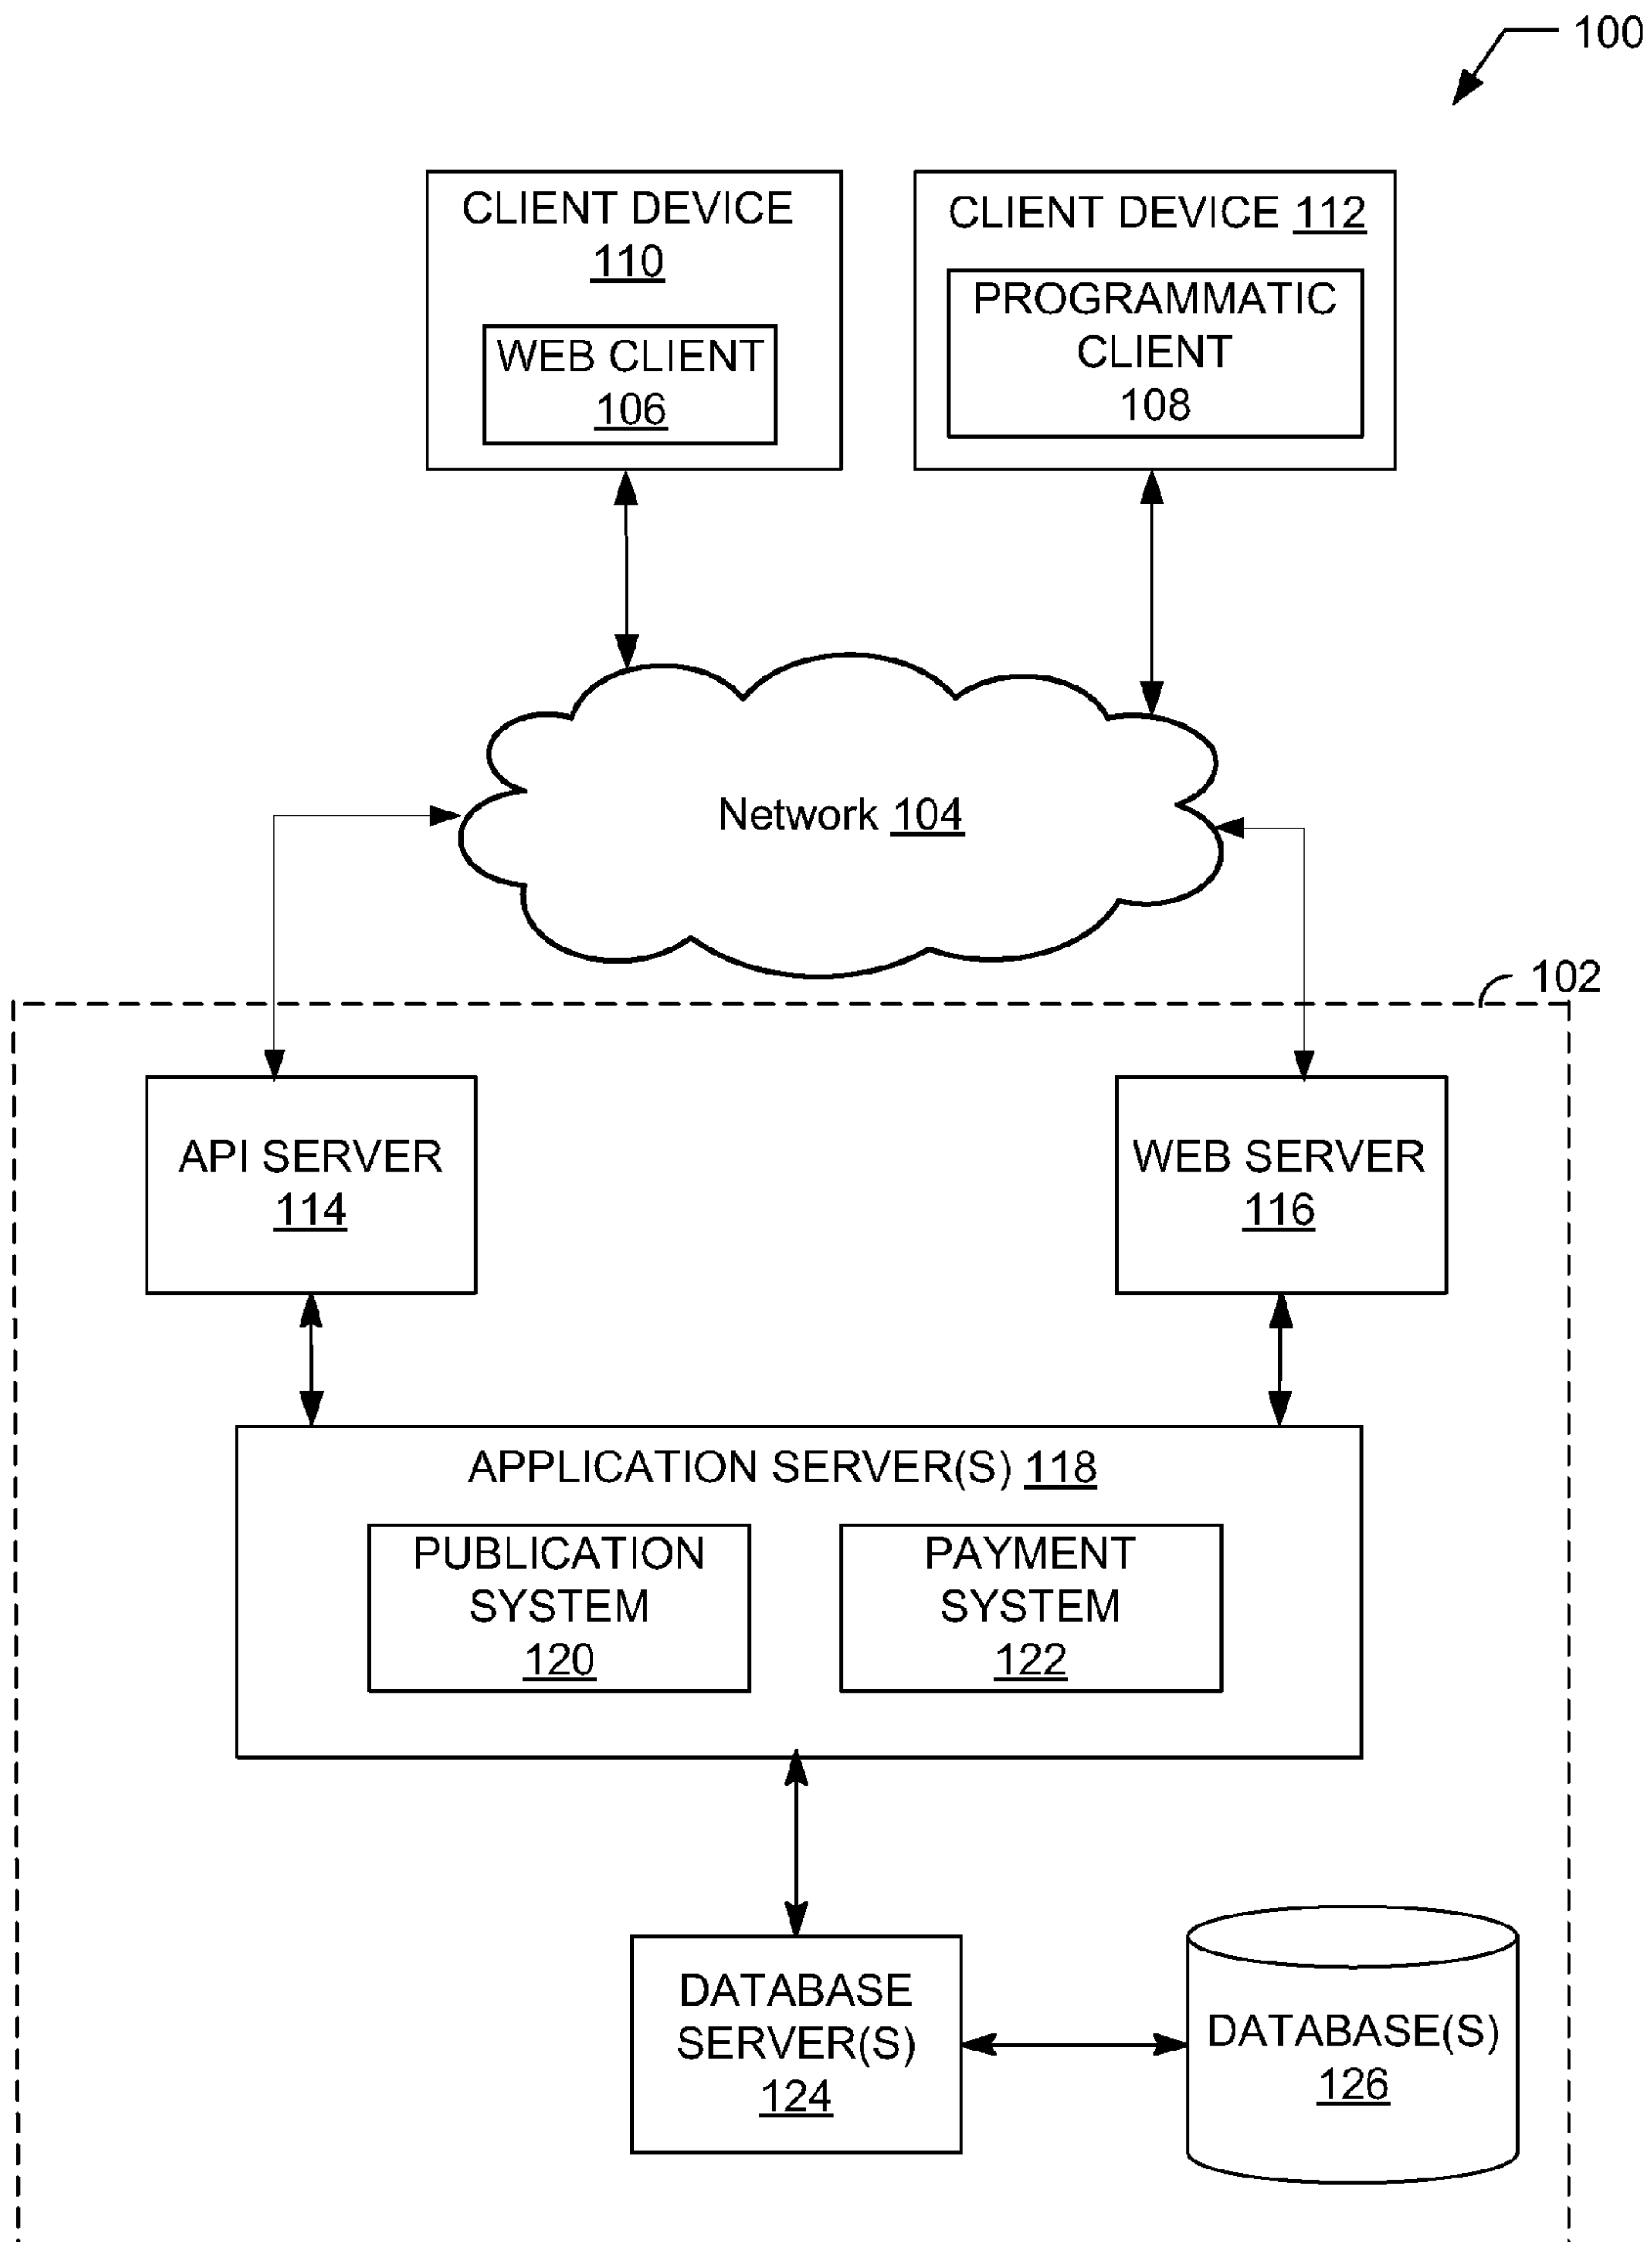 100
CLIENT DEVICE
110
WEB CLIENT
106
CLIENT DEVICE 112
PROGRAMMATIC
CLIENT
108
Network 104
102
API SERVER
114
WEB SERVER
116
APPLICATION SERVER(S) 118
PUBLICATION
SYSTEM
120
PAYMENT
SYSTEM
122
DATABASE
SERVER(S)
124
DATABASE(S)
126